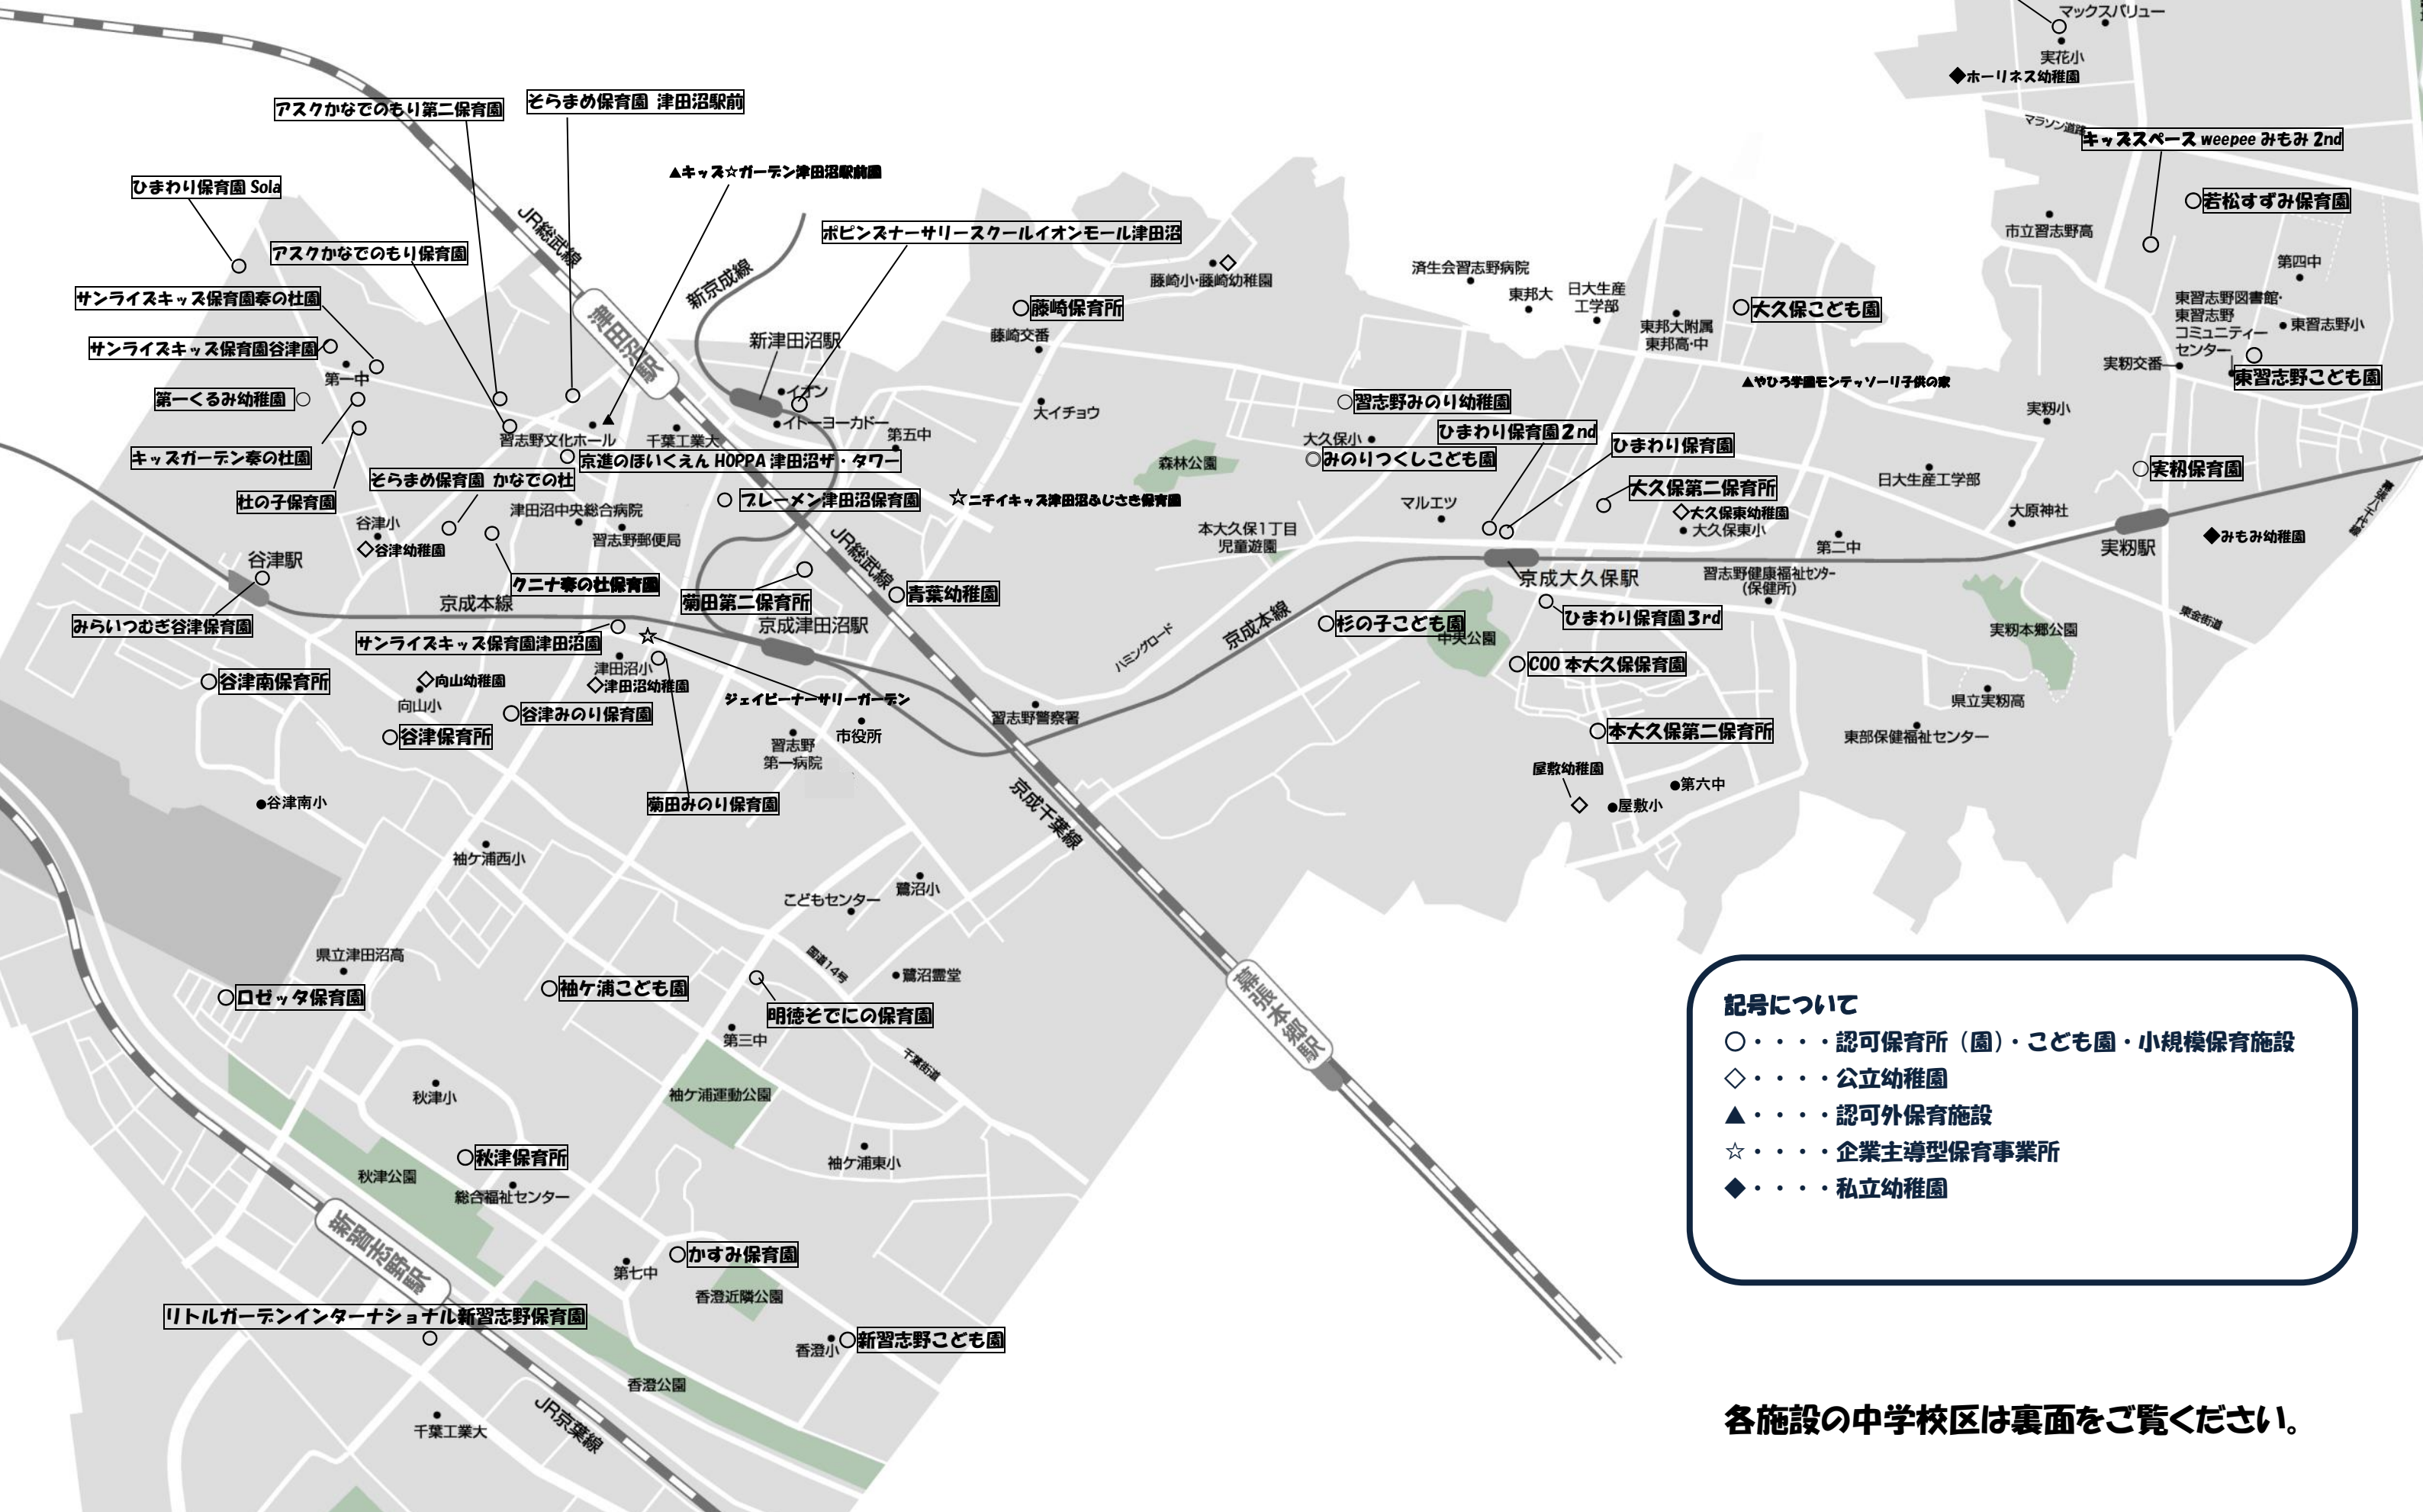 マックスバリュー
実花小
◆ホーリネス幼稚園
マラソン道路
キッズスペース weepee みもみ 2nd
○若松すずみ保育園
市立習志野高
第四中
東習志野図書館・
東習志野
コミュニティー
センター
東習志野小
実籾交番
東習志野こども園
アスクかなでのもり第二保育園
そらまめ保育園 津田沼駅前
▲キッズ☆ガーデン津田沼駅前園
ひまわり保育園 Sola
アスクかなでのもり保育園
ポピンズナーサリースクールイオンモール津田沼
JR総武線
新京成線
津田沼駅
サンライズキッズ保育園奏の杜園
サンライズキッズ保育園谷津園
第一中
第一くるみ幼稚園 ○
キッズガーデン奏の杜園
杜の子保育園
新津田沼駅
イオン
イトーヨーカドー
第五中
習志野文化ホール
千葉工業大
京進のほいくえん HOPPA 津田沼ザ・タワー
そらまめ保育園 かなでの杜
○ブレーメン津田沼保育園
☆ニチイキッズ津田沼ふじさき保育園
津田沼中央総合病院
習志野郵便局
谷津小
◇谷津幼稚園
谷津駅
クニナ奏の杜保育園
みらいつむぎ谷津保育園
京成本線
菊田第二保育所
○青葉幼稚園
JR総武線
京成津田沼駅
サンライズキッズ保育園津田沼園
津田沼小
◇津田沼幼稚園
ジェイビーナーサリーガーデン
○谷津南保育所
◇向山幼稚園
向山小
○谷津みのり保育園
○谷津保育所
習志野
第一病院
市役所
菊田みのり保育園
●谷津南小
藤崎小・藤崎幼稚園
○藤崎保育所
藤崎交番
大イチョウ
森林公園
済生会習志野病院
東邦大
日大生産
工学部
東邦大附属
東邦高・中
○大久保こども園
▲やひろ学園モンテッソーリ子供の家
○習志野みのり幼稚園
大久保小
◎みのりつくしこども園
ひまわり保育園2nd
ひまわり保育園
大久保第二保育所
◇大久保東幼稚園
大久保東小
マルエツ
本大久保1丁目
児童遊園
実籾小
日大生産工学部
○実籾保育園
大原神社
第二中
実籾駅
◆みもみ幼稚園
幕張八千代線
東金街道
京成大久保駅
習志野健康福祉センター
(保健所)
○杉の子こども園
中央公園
ひまわり保育園3rd
○COO 本大久保保育園
実籾本郷公園
県立実籾高
東部保健福祉センター
○本大久保第二保育所
屋敷幼稚園
●第六中
●屋敷小
ハミングロード
京成本線
習志野警察署
京成千葉線
袖ケ浦西小
こどもセンター
鷺沼小
国道14号
鷺沼霊堂
県立津田沼高
○ロゼッタ保育園
○袖ケ浦こども園
明徳そでにの保育園
第三中
千葉街道
袖ケ浦運動公園
袖ケ浦東小
幕張本郷駅
秋津小
○秋津保育所
秋津公園
総合福祉センター
新習志野駅
リトルガーデンインターナショナル新習志野保育園
第七中
○かすみ保育園
香澄近隣公園
香澄小
○新習志野こども園
香澄公園
千葉工業大
JR京葉線
記号について
○・・・・認可保育所（園）・こども園・小規模保育施設
◇・・・・公立幼稚園
▲・・・・認可外保育施設
☆・・・・企業主導型保育事業所
◆・・・・私立幼稚園
各施設の中学校区は裏面をご覧ください。